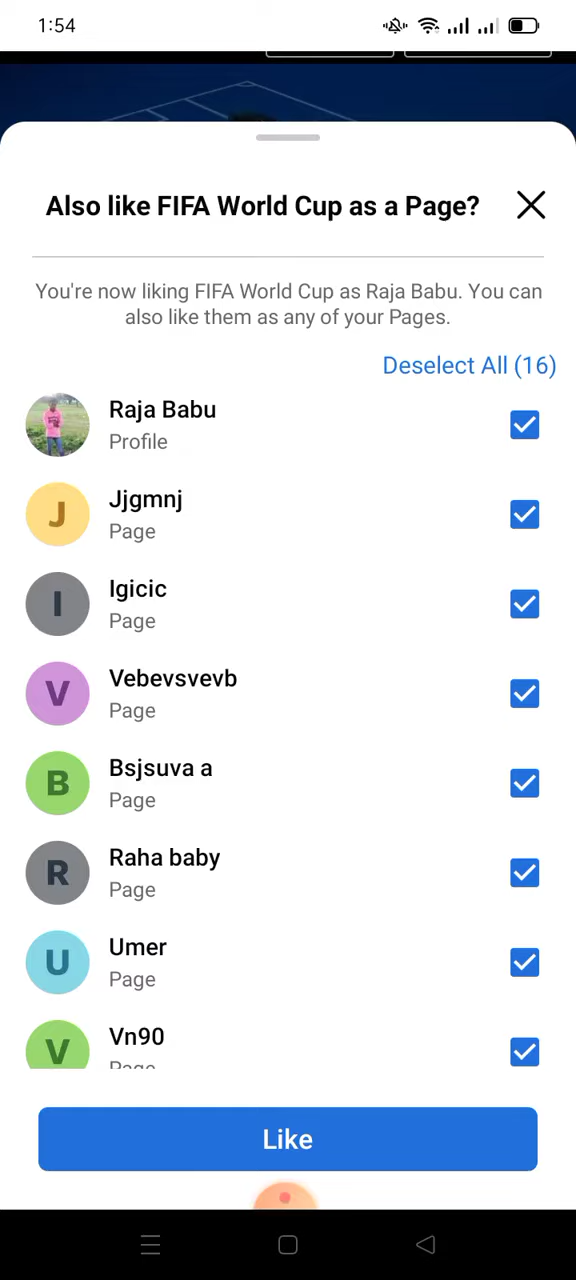 1:54
Also like FIFA World Cup as a Page?
You're now liking FIFA World Cup as Raja Babu. You can
also like them as any of your Pages.
Deselect All (16)
Raja Babu
Profile
J
Jjgmnj
Page
I
Igicic
Page
V
Vebevsvevb
Page
B
Bsjsuva a
Page
R
Raha baby
Page
U
Umer
Page
V
Vn90
Page
Like